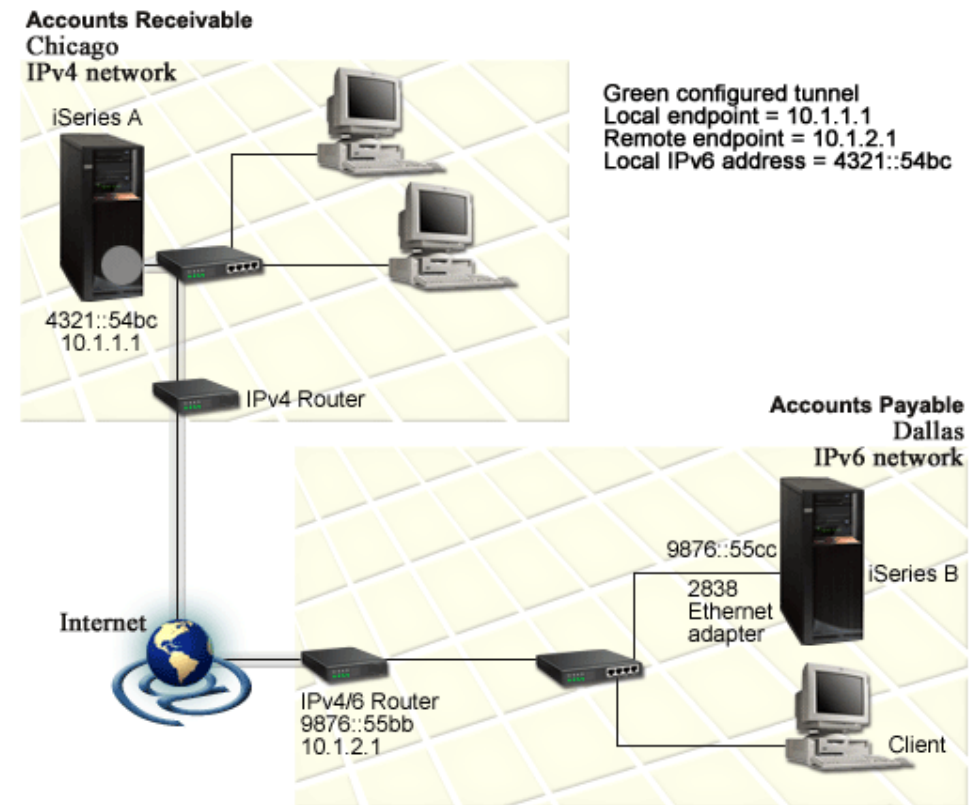 Accounts Receivable
Chicago
IPv4 network
iSeries A
4321::54bc
10.1.1.1
IPv4 Router
Green configured tunnel
Local endpoint = 10.1.1.1
Remote endpoint = 10.1.2.1
Local IPv6 address = 4321::54bc
Accounts Payable
Dallas
IPv6 network
9876::55cc
2838
Ethernet
adapter
iSeries B
Internet
IPv4/6 Router
9876::55bb
10.1.2.1
Client